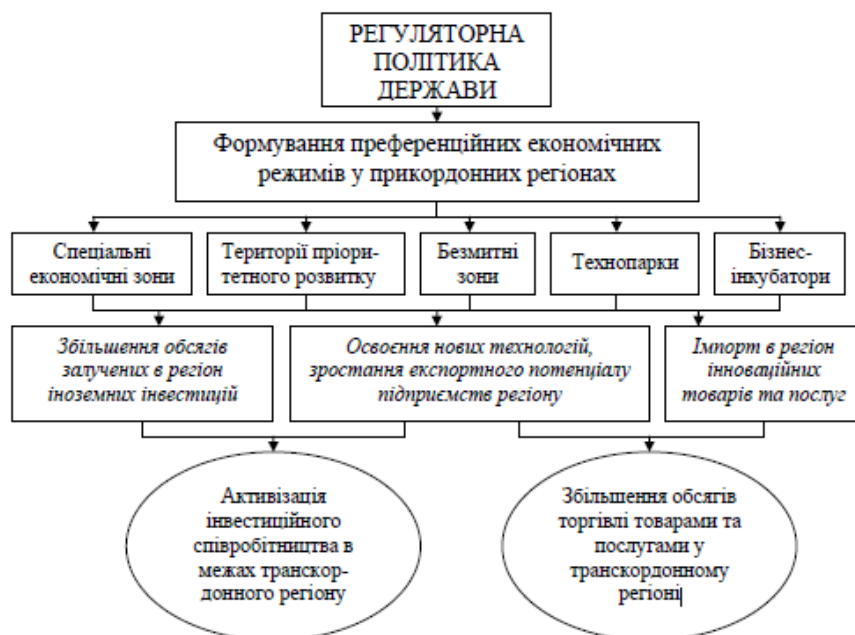 РЕГУЛЯТОРНА
ПОЛІТИКА
ДЕРЖАВИ
Формування преференційних економічних
режимів у прикордонних регіонах
Спеціальні
економічні зони
Території пріори-
тетного розвитку
Безмитні
зони
Технопарки
Бізнес-
інкубатори
Збільшення обсягів
залучених в регіон
іноземних інвестицій
Освоєння нових технологій,
зростання експортного потенціалу
підприємств регіону
Імпорт в регіон
інноваційних
товарів та послуг
Активізація
інвестиційного
співробітництва в
межах транскор-
донного регіону
Збільшення обсягів
торгівлі товарами та
послугами у
транскордонному
регіоні